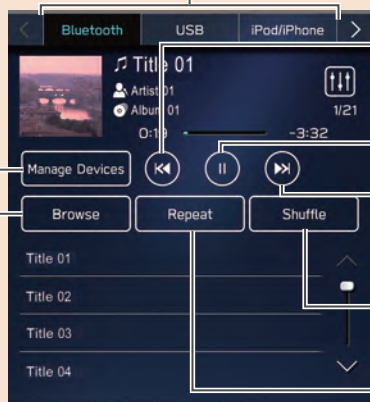 Bluetooth USB iPod/iPhone
Title 01
Artist 01
Album 01
1/21
0:19 -3:32
Manage Devices
Browse Repeat Shuffle
Title 01
Title 02
Title 03
Title 04